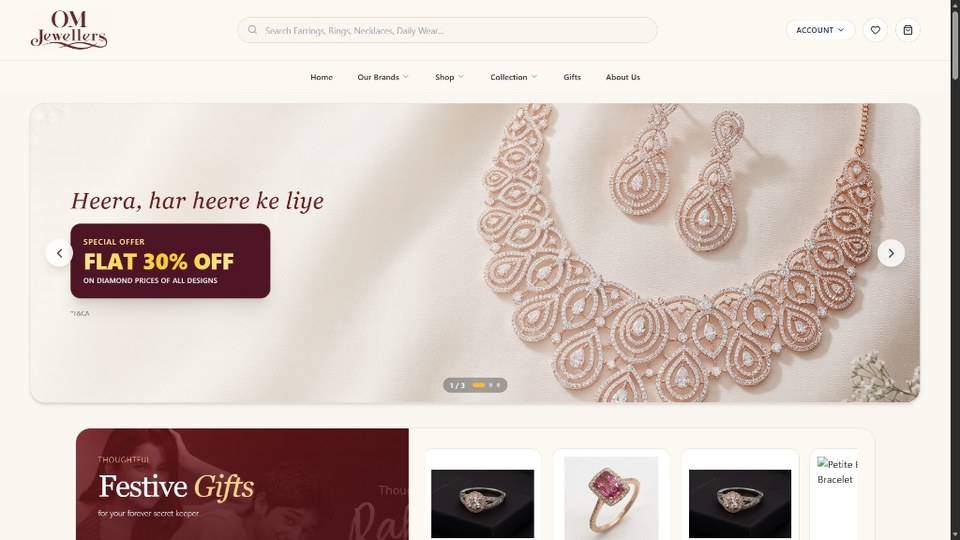 OM
Jewellers
Search Earrings, Rings, Necklaces, Daily Wear...
ACCOUNT
Home
Our Brands
Shop
Collection
Gifts
About Us
Heera, har heere ke liye
SPECIAL OFFER
FLAT 30% OFF
ON DIAMOND PRICES OF ALL DESIGNS
*T&CA
1 / 3
THOUGHTFUL
Festive Gifts
for your forever secret keeper
Petite
Bracelet